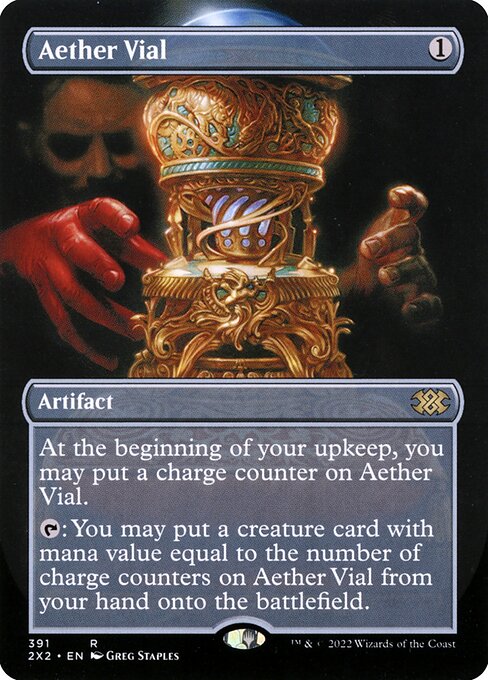 Aether Vial 1
Artifact
At the beginning of your upkeep, you
may put a charge counter on Aether
Vial.
: You may put a creature card with
mana value equal to the number of
charge counters on Aether Vial from
your hand onto the battlefield.
391 R
2X2 • EN Greg Staples
™ & © 2022 Wizards of the Coast